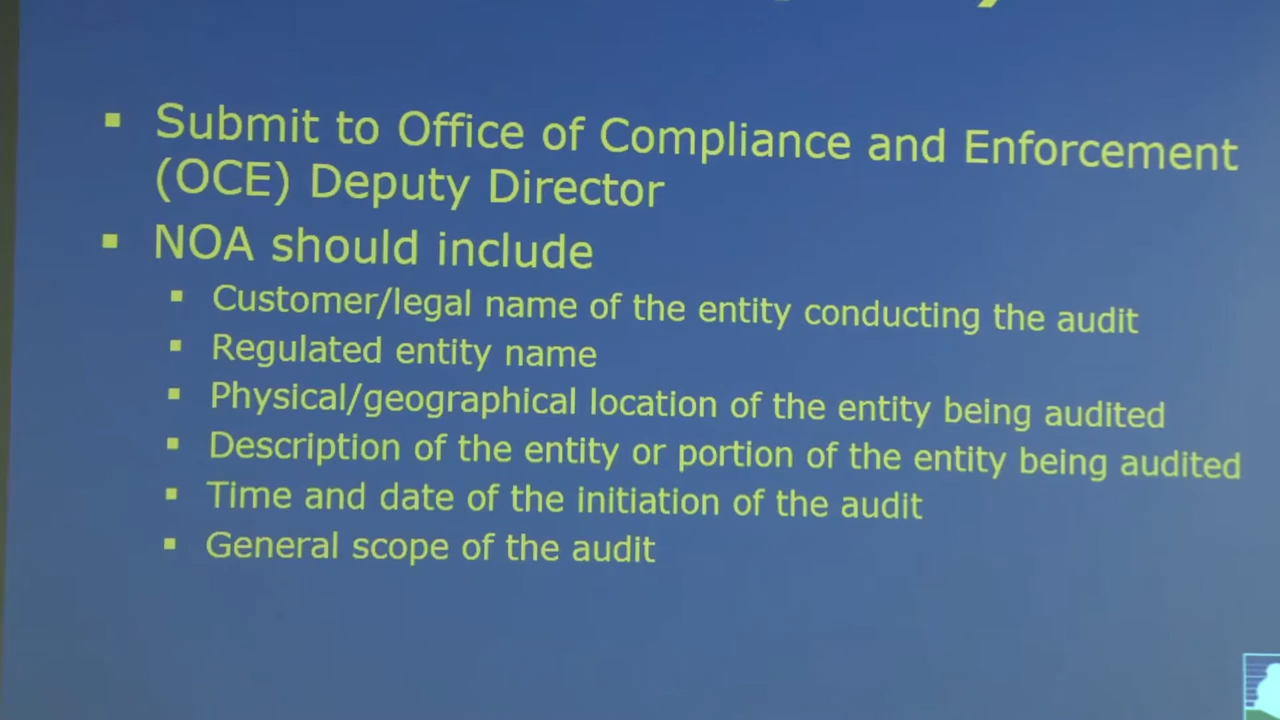 ▪ Submit to Office of Compliance and Enforcement
(OCE) Deputy Director
▪ NOA should include
▪ Customer/legal name of the entity conducting the audit
▪ Regulated entity name
▪ Physical/geographical location of the entity being audited
▪ Description of the entity or portion of the entity being audited
▪ Time and date of the initiation of the audit
▪ General scope of the audit